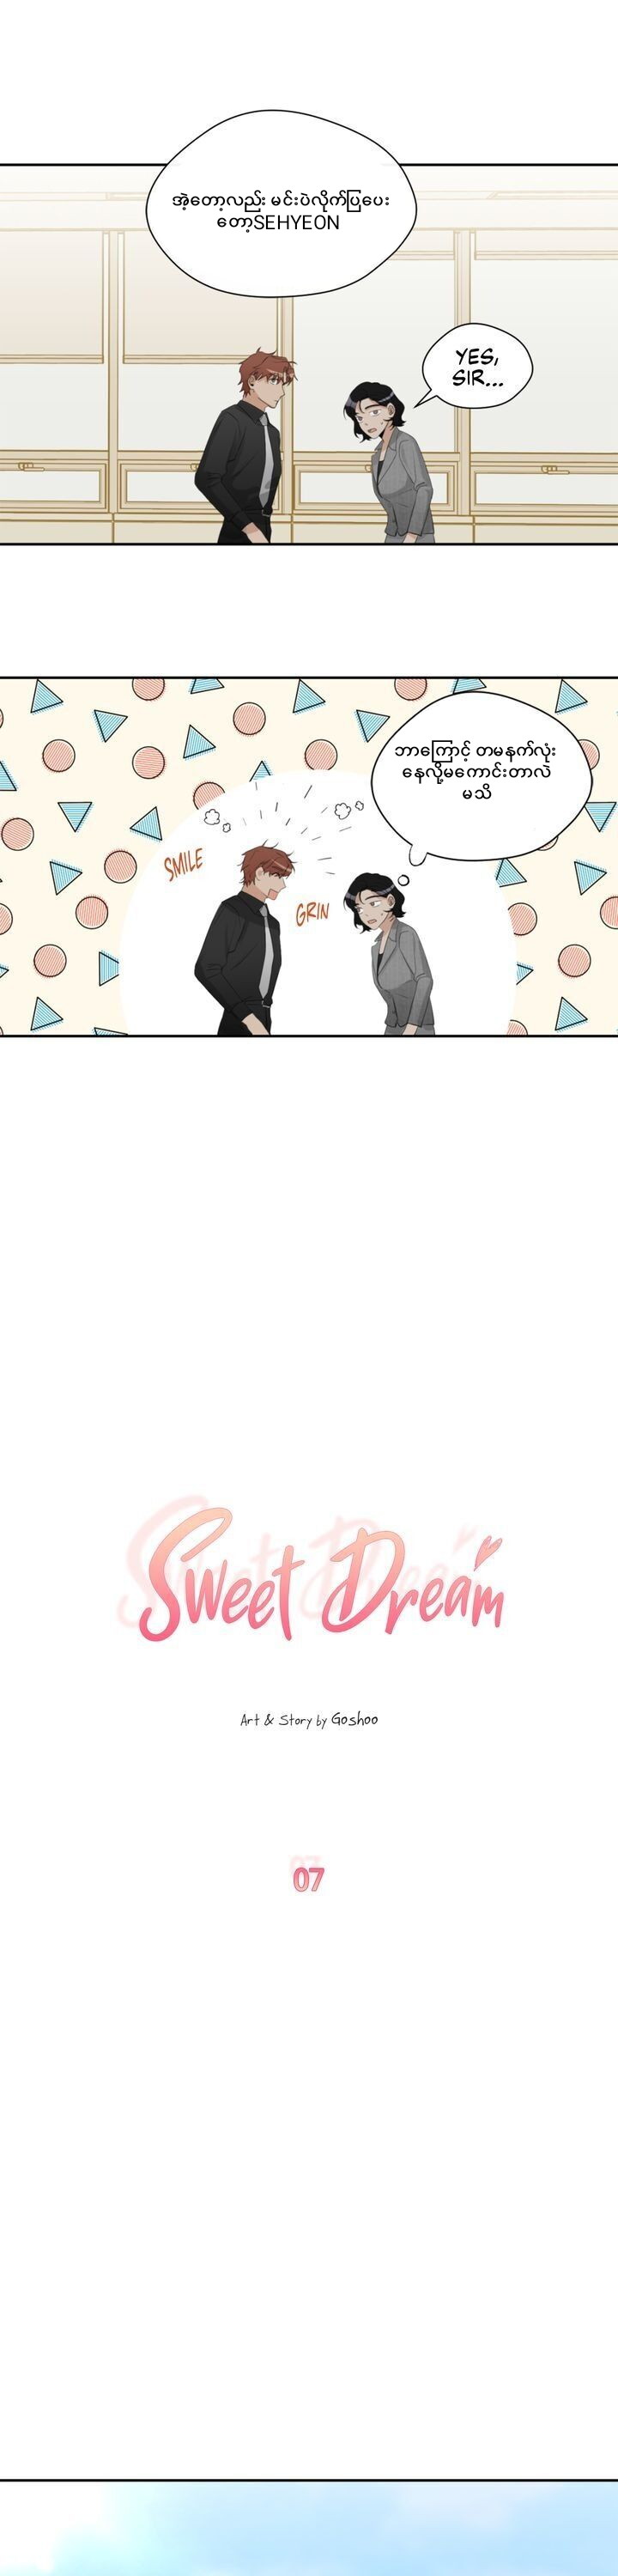 အဲ့တော့လည်း မင်းပဲလိုက်ပြပေး
တော့SEHYEON
YES,
SIR...
ဘာကြောင့် တမနက်လုံး
နေလို့မကောင်းတာလဲ
မသိ
SMILE
GRIN
Sweet Dream
Art & Story by Goshoo
07